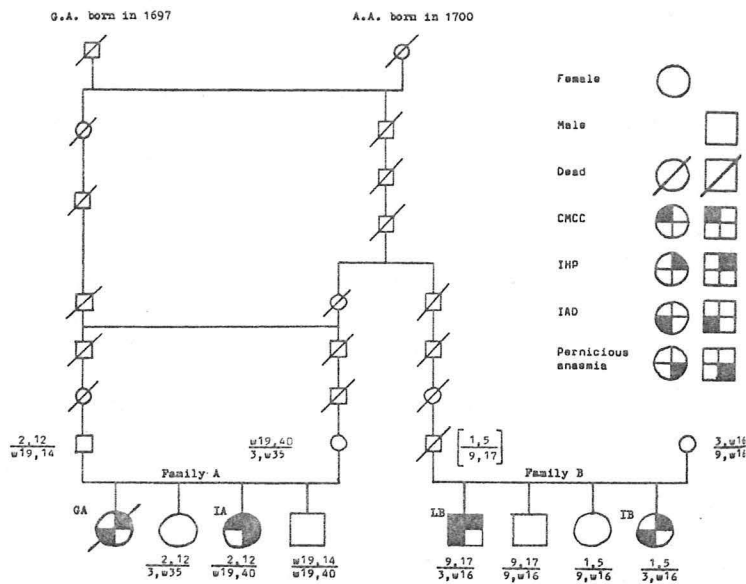 G.A. born in 1697
A.A. born in 1700
Female
Male
Dead
CMCC
IHP
IAD
Pernicious
anaemia
2,12
w19,14
w19,40
3,w35
1,5
9,17
3,w16
9,w16
Family A
Family B
GA
IA
LB
IB
2,12
3,w35
2,12
w19,40
w19,14
w19,40
9,17
3,w16
9,17
9,w16
1,5
9,w16
1,5
3,w16